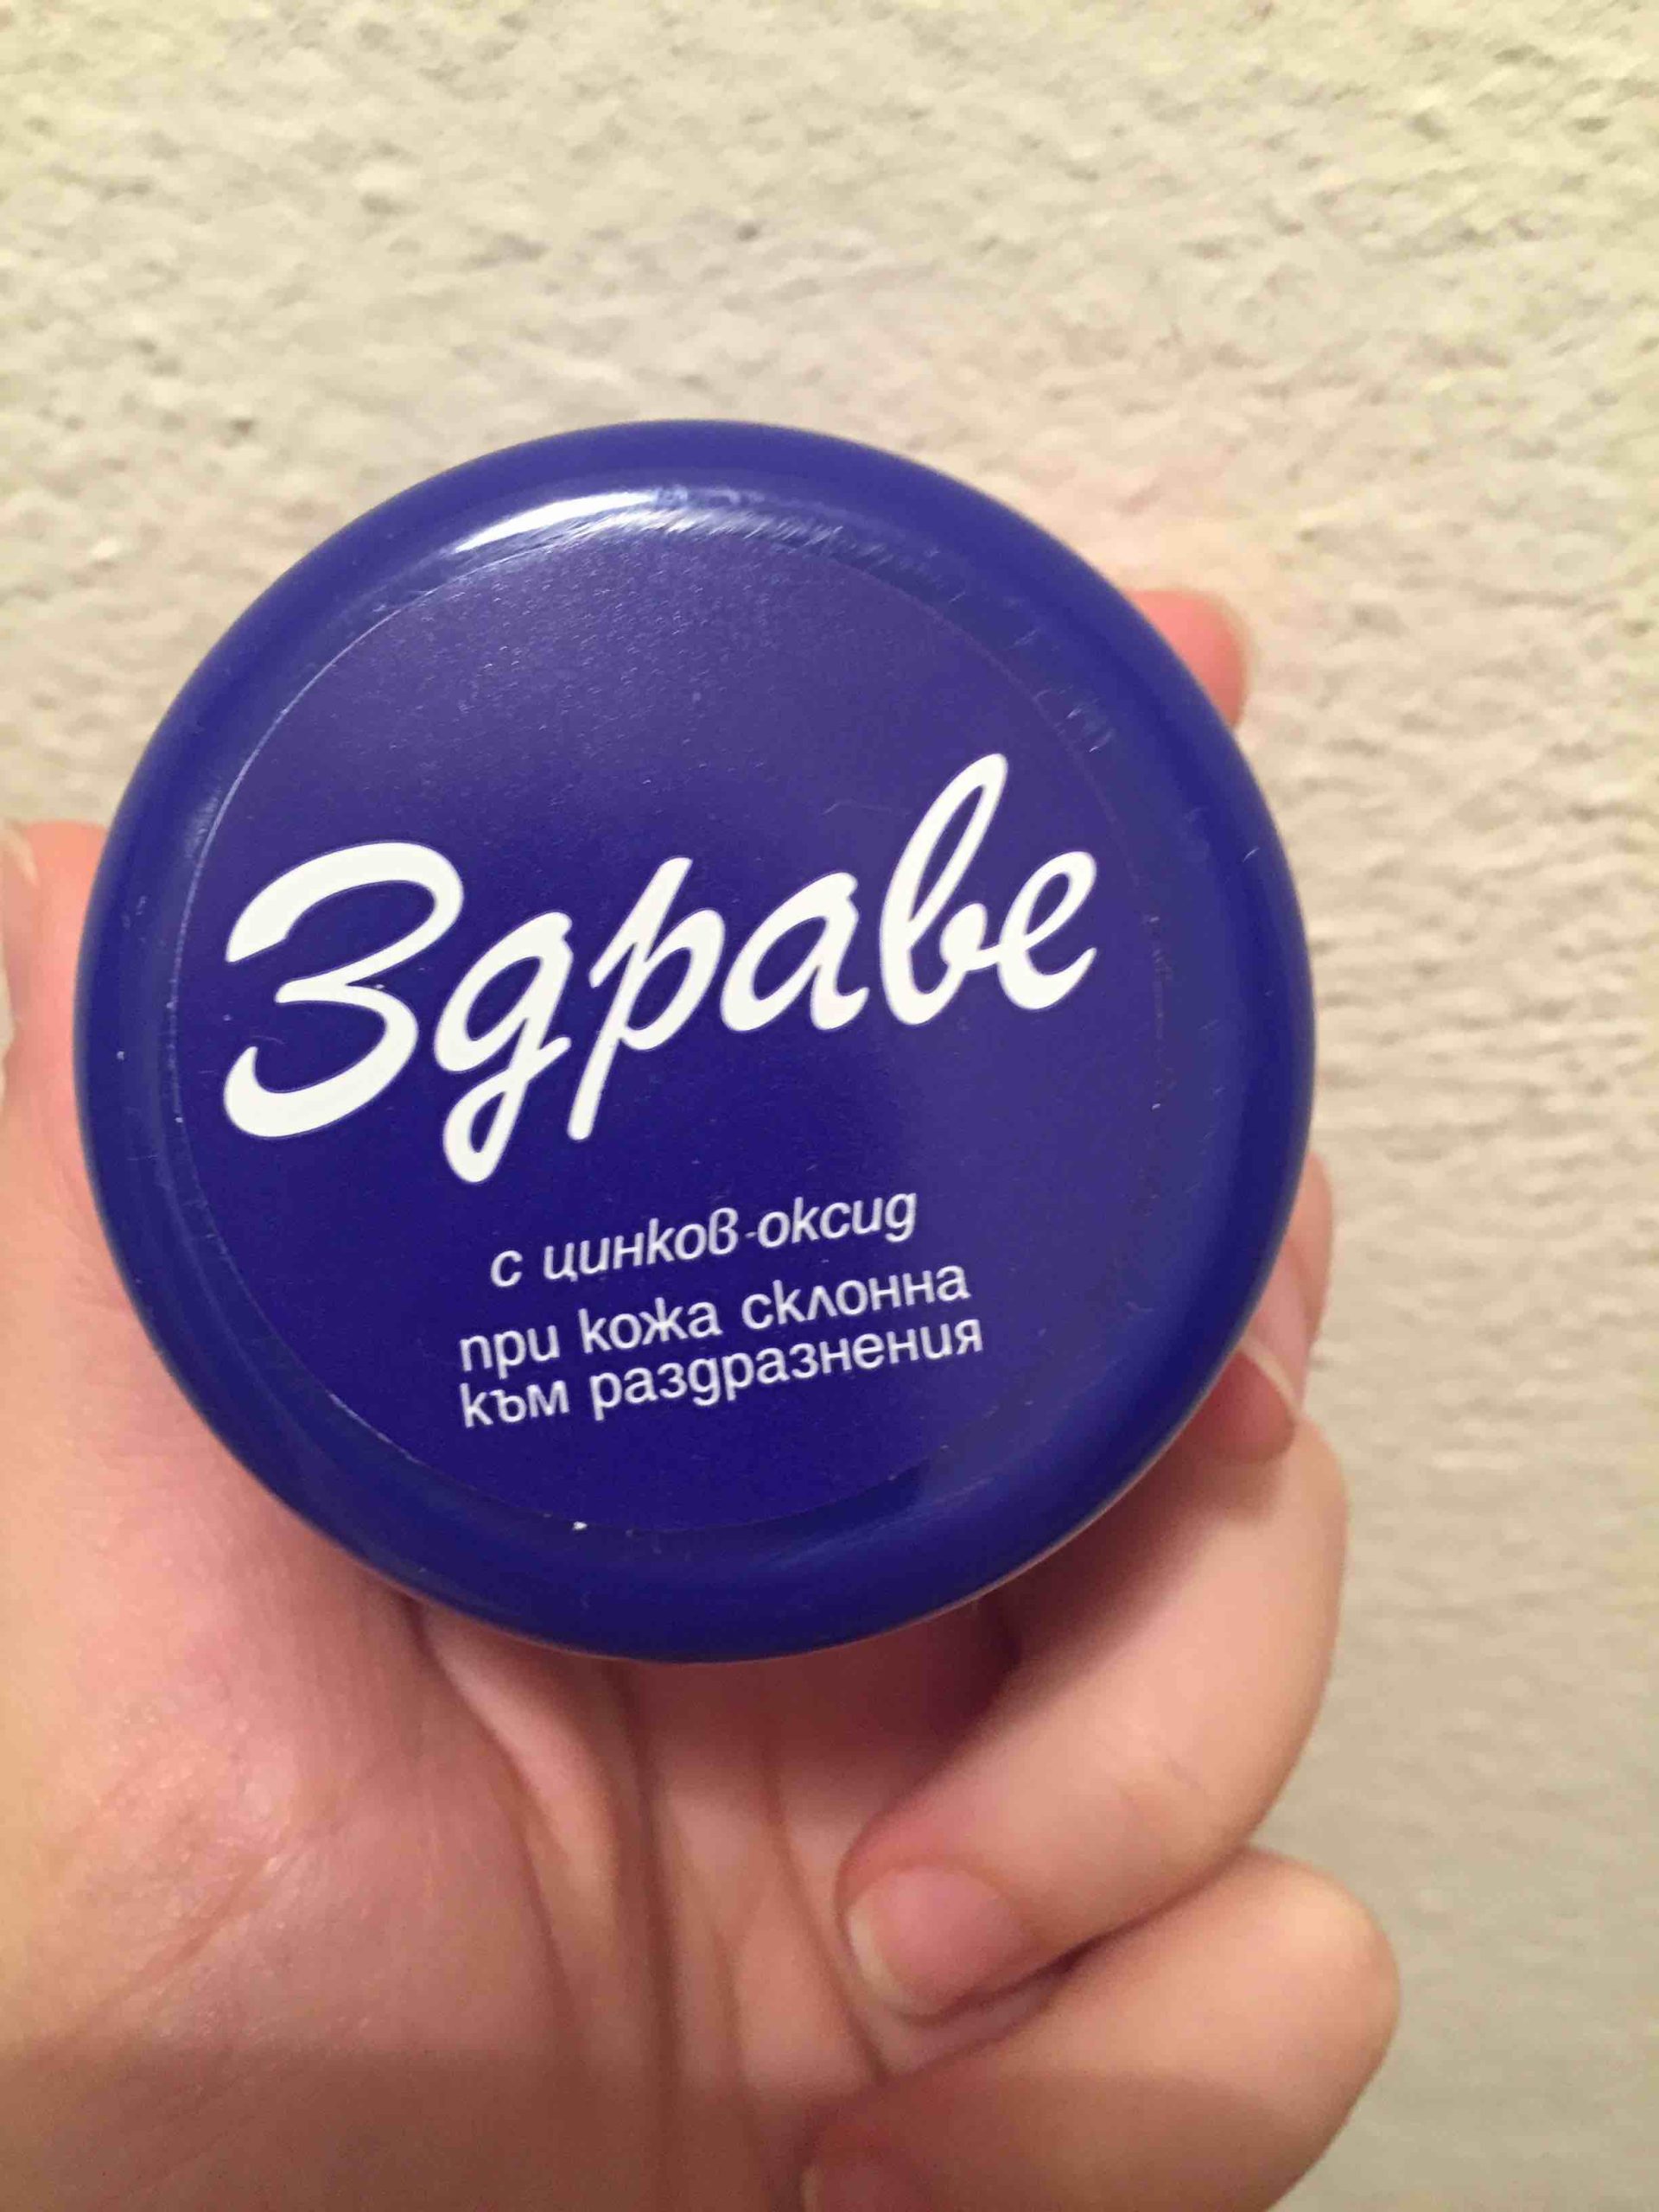 Здраве
с цинков-оксид
при кожа склонна
към раздразнения